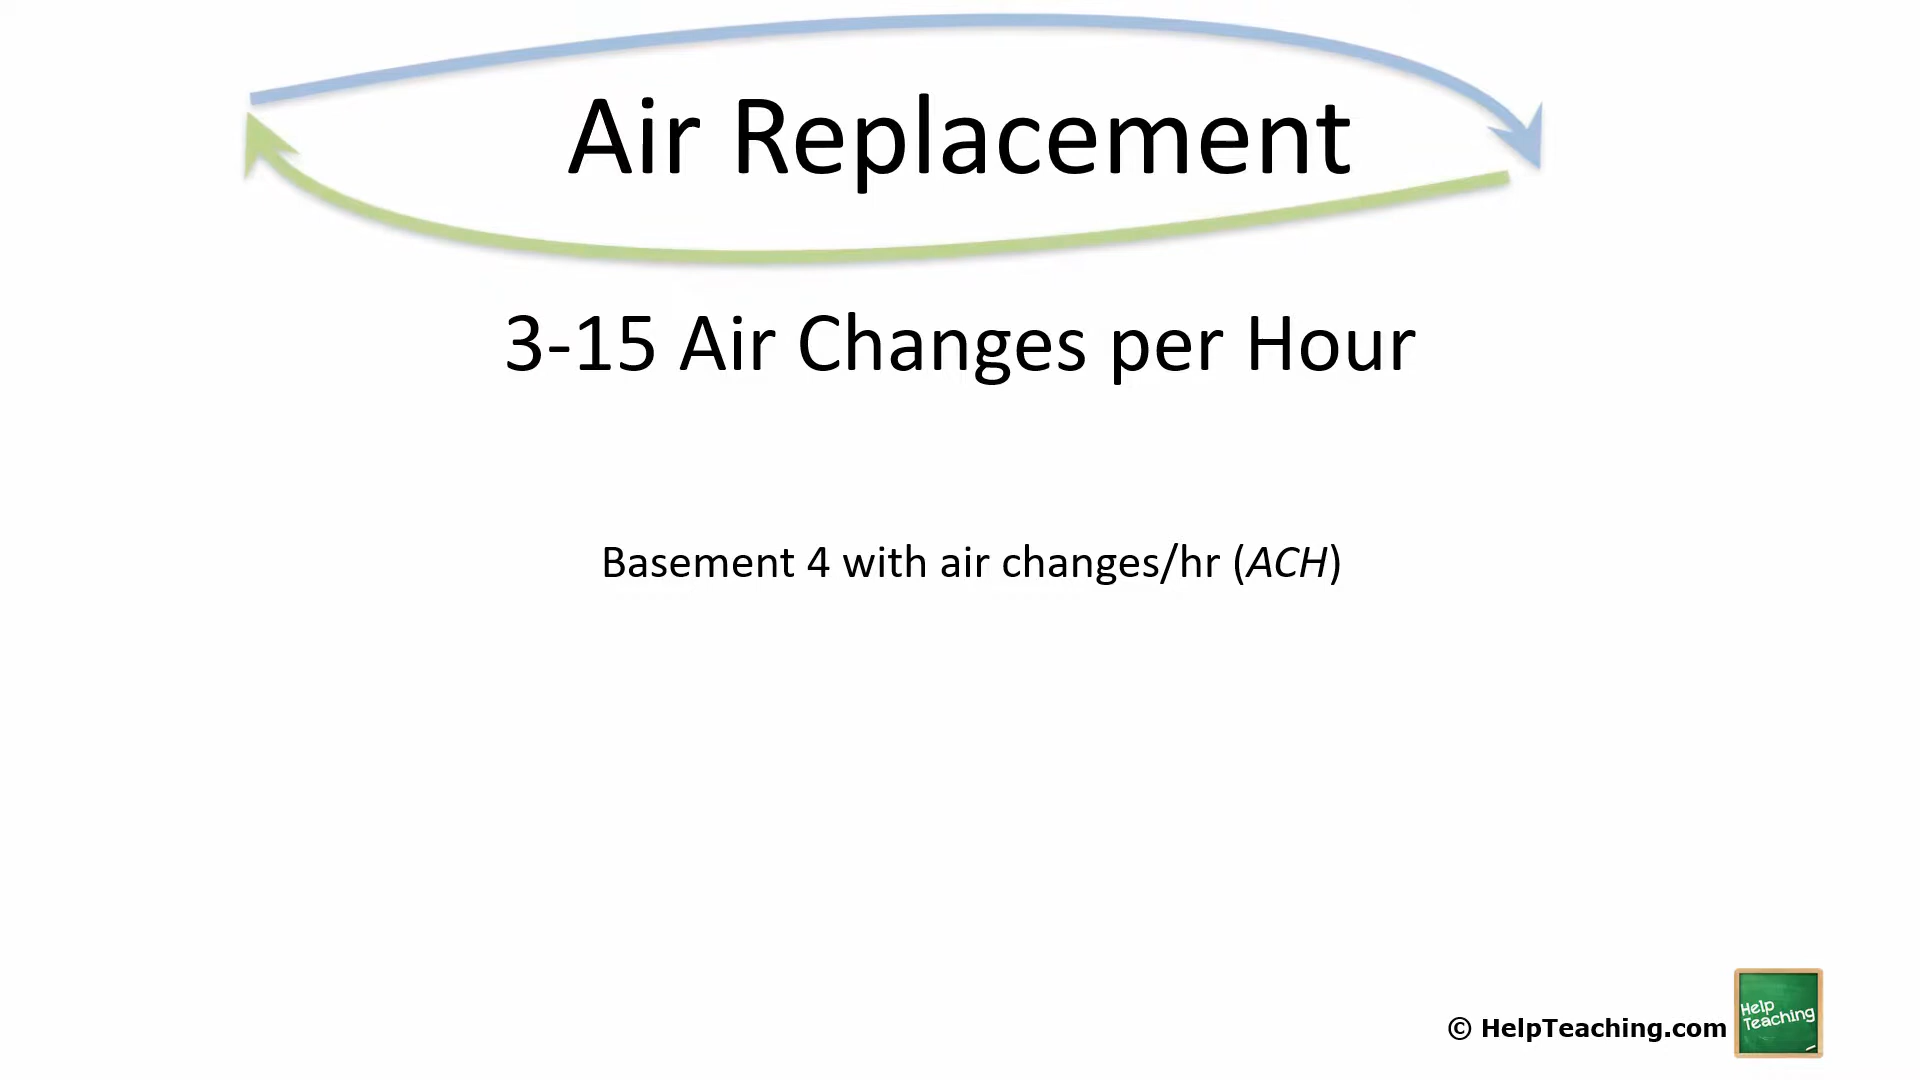 Air Replacement
3-15 Air Changes per Hour
Basement 4 with air changes/hr (ACH)
© HelpTeaching.com
Help
Teaching